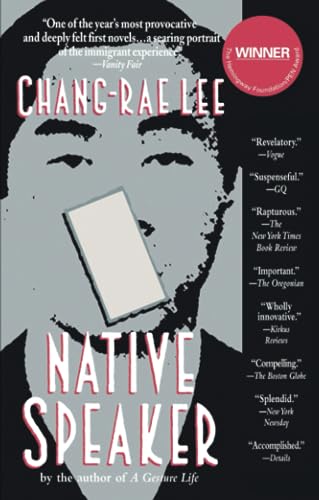 "One of the year's most provocative
and deeply felt first novels...a searing portrait
of the immigrant experience."
—Vanity Fair
WINNER
The Hemingway Foundation/PEN Award
CHANG-RAE LEE
"Revelatory."
—Vogue
"Suspenseful."
—GQ
"Rapturous."
—The
New York Times
Book Review
"Important."
—The Oregonian
"Wholly
innovative."
—Kirkus
Reviews
"Compelling."
—The Boston Globe
"Splendid."
—New York
Newsday
"Accomplished."
—Details
NATIVE
SPEAKER
by the author of A Gesture Life